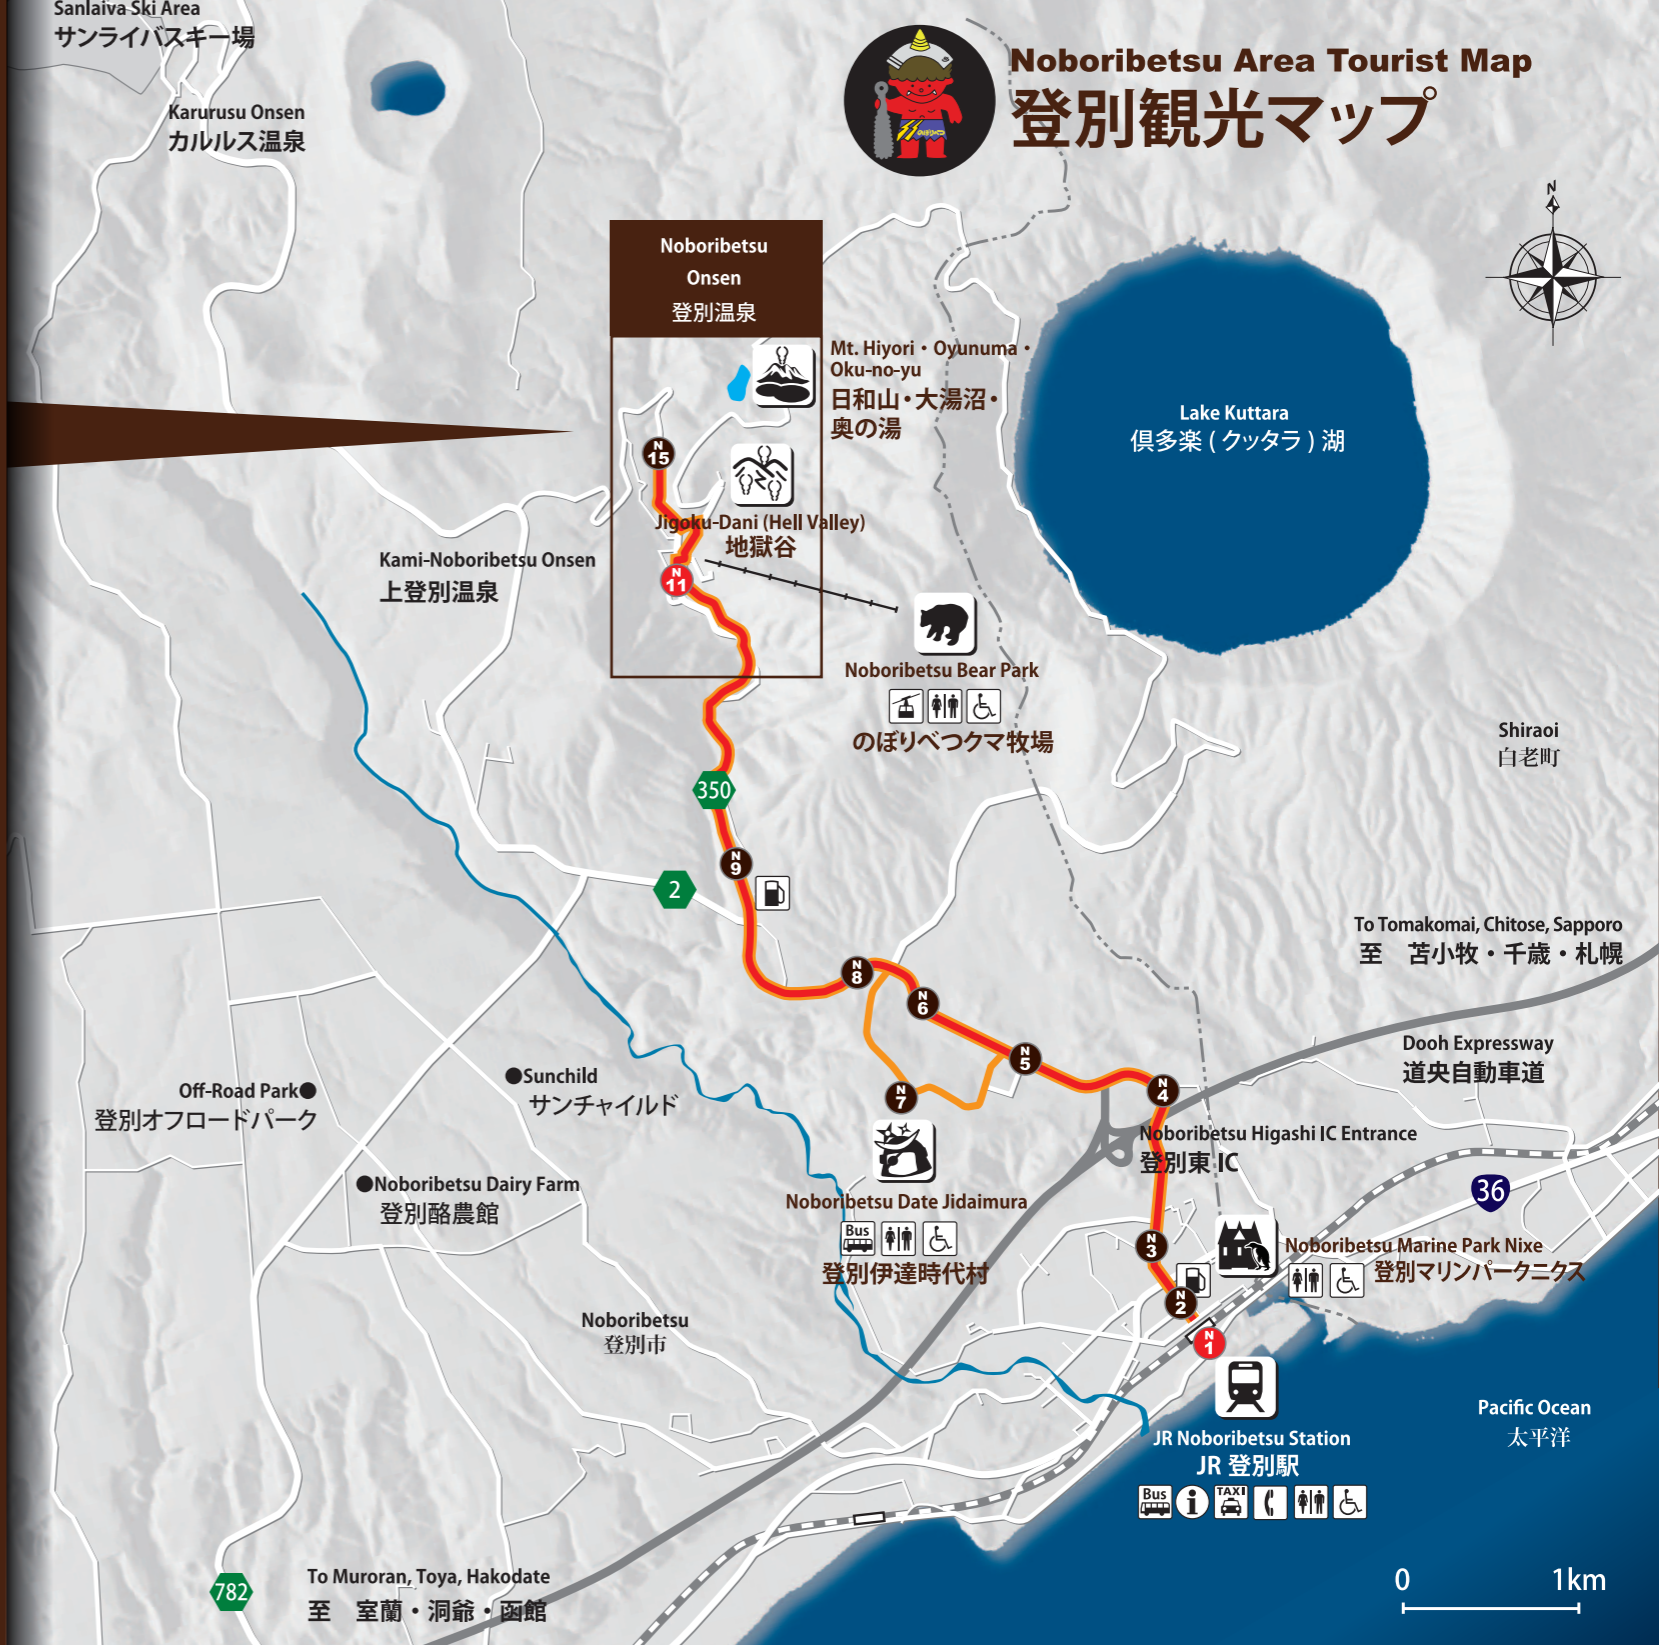 Sanlaiva Ski Area
サンライバスキー場
Noboribetsu Area Tourist Map
登別観光マップ
Karurusu Onsen
カルルス温泉
N
Noboribetsu
Onsen
登別温泉
Mt. Hiyori・Oyunuma・
Oku-no-yu
日和山・大湯沼・
奥の湯
Lake Kuttara
倶多楽 ( クッタラ ) 湖
N
15
Jigoku-Dani (Hell Valley)
地獄谷
Kami-Noboribetsu Onsen
上登別温泉
N
11
Noboribetsu Bear Park
のぼりべつクマ牧場
Shiraoi
白老町
350
N
9
2
To Tomakomai, Chitose, Sapporo
至　苫小牧・千歳・札幌
N
8
N
6
N
5
Dooh Expressway
道央自動車道
Off-Road Park●
登別オフロードパーク
●Sunchild
サンチャイルド
N
7
N
4
Noboribetsu Higashi IC Entrance
登別東 IC
●Noboribetsu Dairy Farm
登別酪農館
Noboribetsu Date Jidaimura
Bus
登別伊達時代村
36
N
3
Noboribetsu Marine Park Nixe
登別マリンパークニクス
N
2
Noboribetsu
登別市
N
1
Pacific Ocean
太平洋
JR Noboribetsu Station
JR 登別駅
Bus
i
TAXI
To Muroran, Toya, Hakodate
至　室蘭・洞爺・函館
782
0
1km